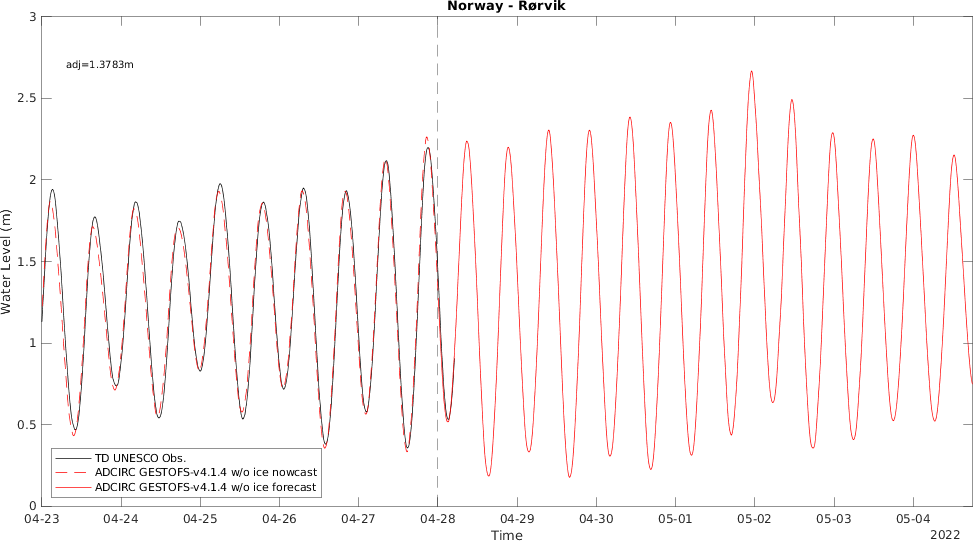 Norway - Rørvik
3
adj=1.3783m
2.5
2
1.5
1
0.5
0
Water Level (m)
TD UNESCO Obs.
ADCIRC GESTOFS-v4.1.4 w/o ice nowcast
ADCIRC GESTOFS-v4.1.4 w/o ice forecast
04-23 04-24 04-25 04-26 04-27 04-28 04-29 04-30 05-01 05-02 05-03 05-04
Time
2022